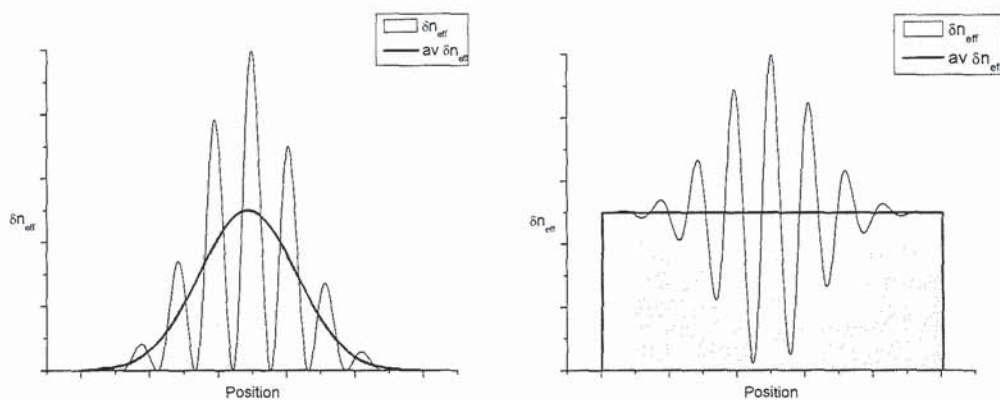 δn_eff
av δn_eff
δn_eff
Position
δn_eff
av δn_eff
δn_eff
Position